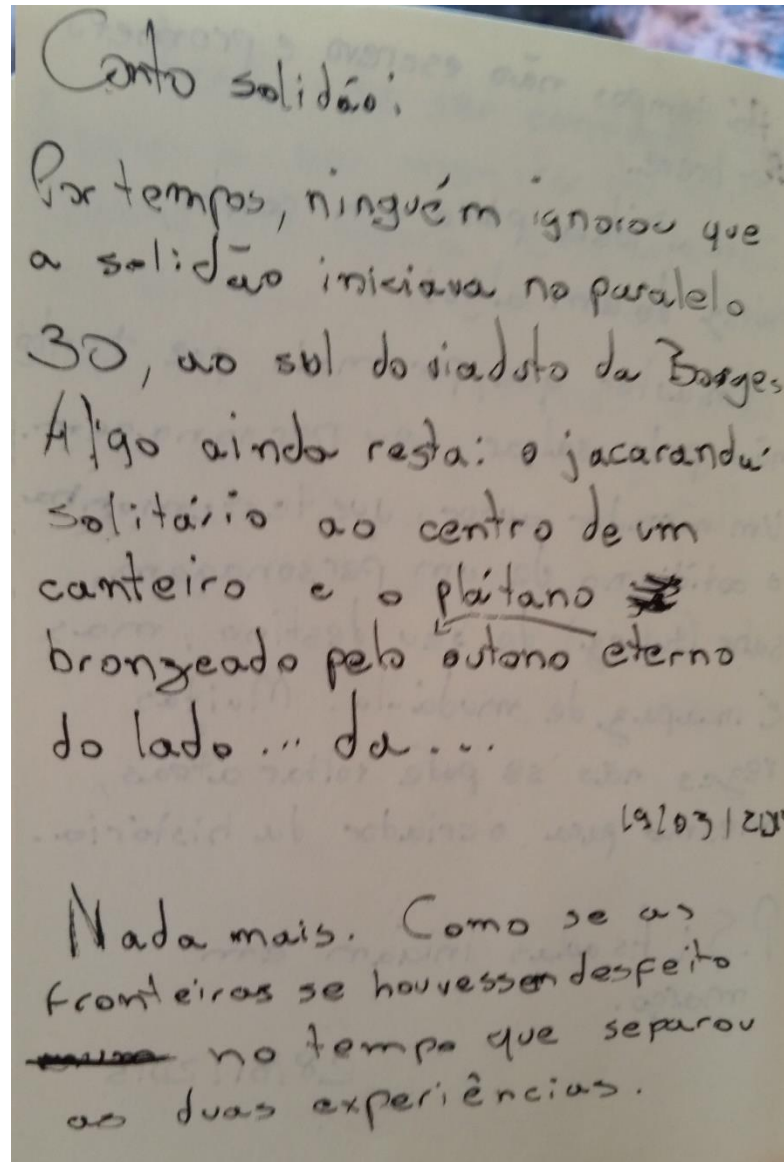 Conto solidão:
Por tempos, ninguém ignorou que
a solidão iniciava no paralelo
30, ao sul do viaduto da Borges.
Algo ainda resta: o jacarandá
solitário ao centro de um
canteiro e o plátano
bronzeado pelo outono eterno
do lado... da...
19/03/20
Nada mais. Como se as
fronteiras se houvessem desfeito
no tempo que separou
as duas experiências.